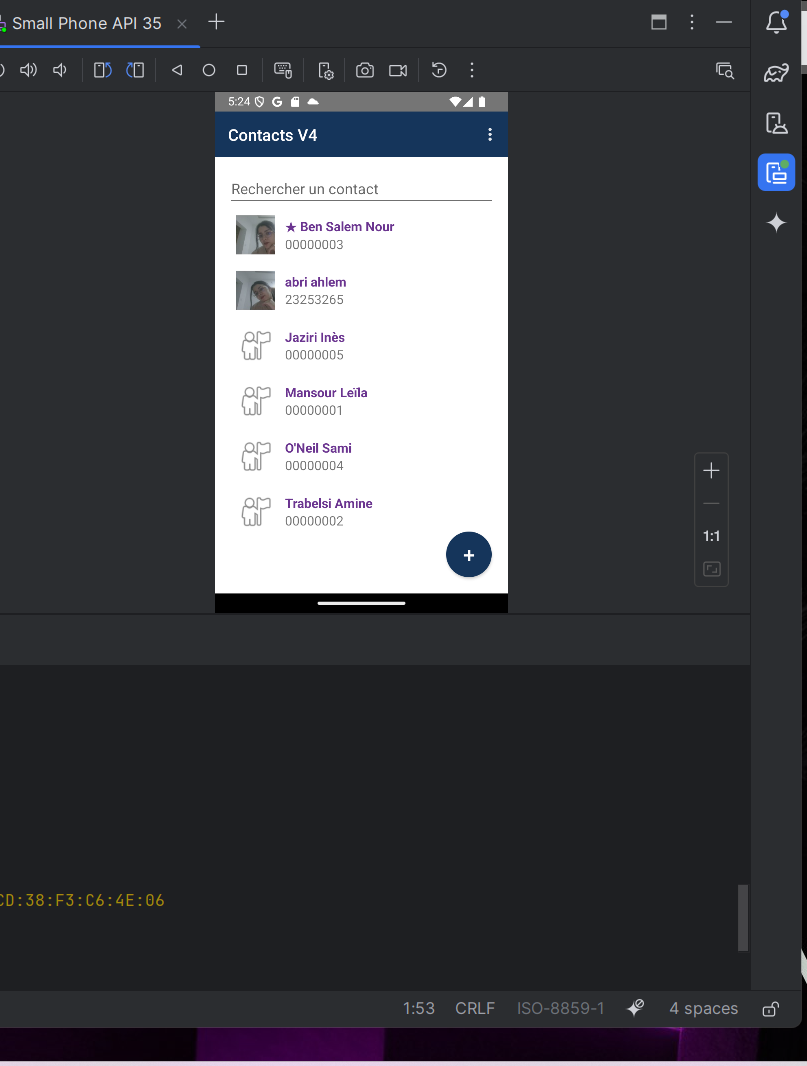 Small Phone API 35
5:24
Contacts V4
Rechercher un contact
★ Ben Salem Nour
00000003
abri ahlem
23253265
Jaziri Inès
00000005
Mansour Leïla
00000001
O'Neil Sami
00000004
Trabelsi Amine
00000002
+
1:1
CD:38:F3:C6:4E:06
1:53 CRLF ISO-8859-1 4 spaces